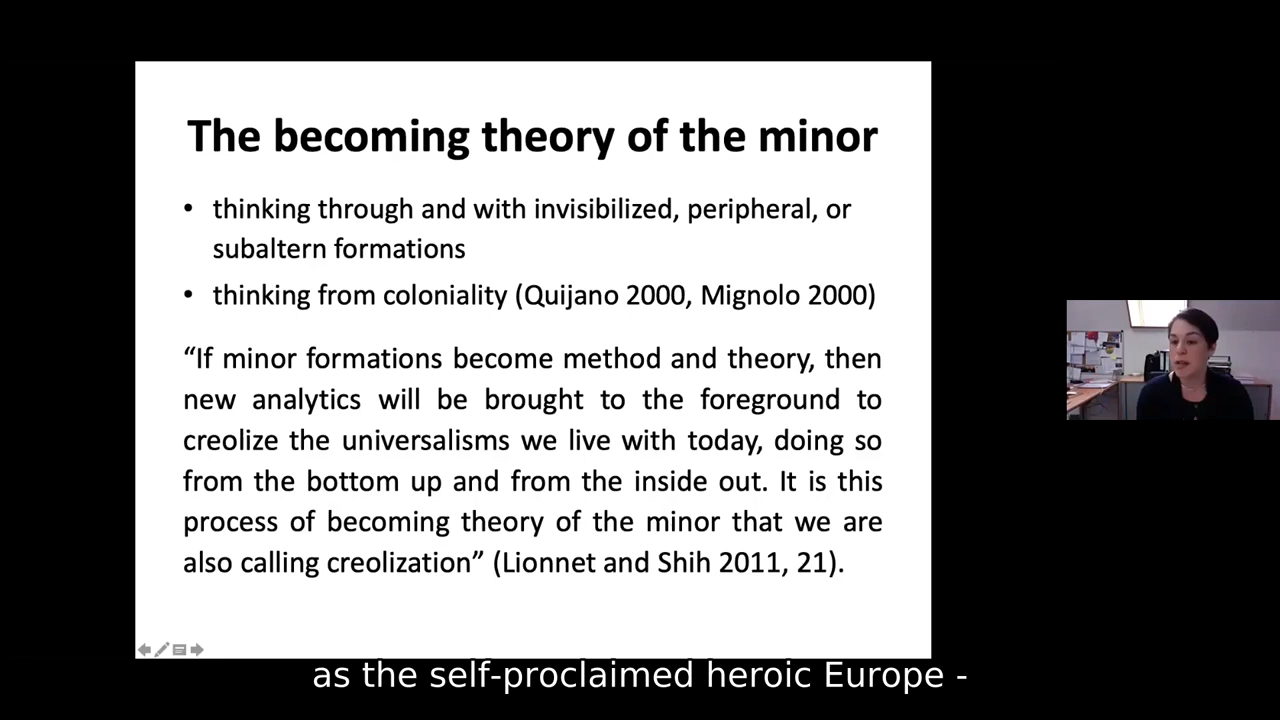 The becoming theory of the minor
• thinking through and with invisibilized, peripheral, or
subaltern formations
• thinking from coloniality (Quijano 2000, Mignolo 2000)
“If minor formations become method and theory, then
new analytics will be brought to the foreground to
creolize the universalisms we live with today, doing so
from the bottom up and from the inside out. It is this
process of becoming theory of the minor that we are
also calling creolization” (Lionnet and Shih 2011, 21).
as the self-proclaimed heroic Europe -